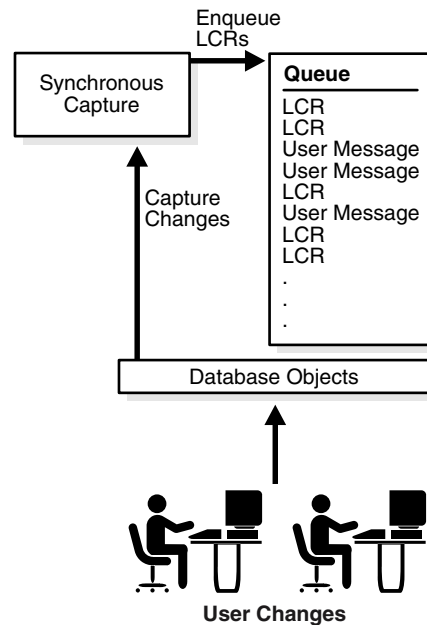 Enqueue
LCRs
Synchronous
Capture
Queue
LCR
LCR
User Message
User Message
LCR
User Message
LCR
LCR
.
.
.
Capture
Changes
Database Objects
User Changes